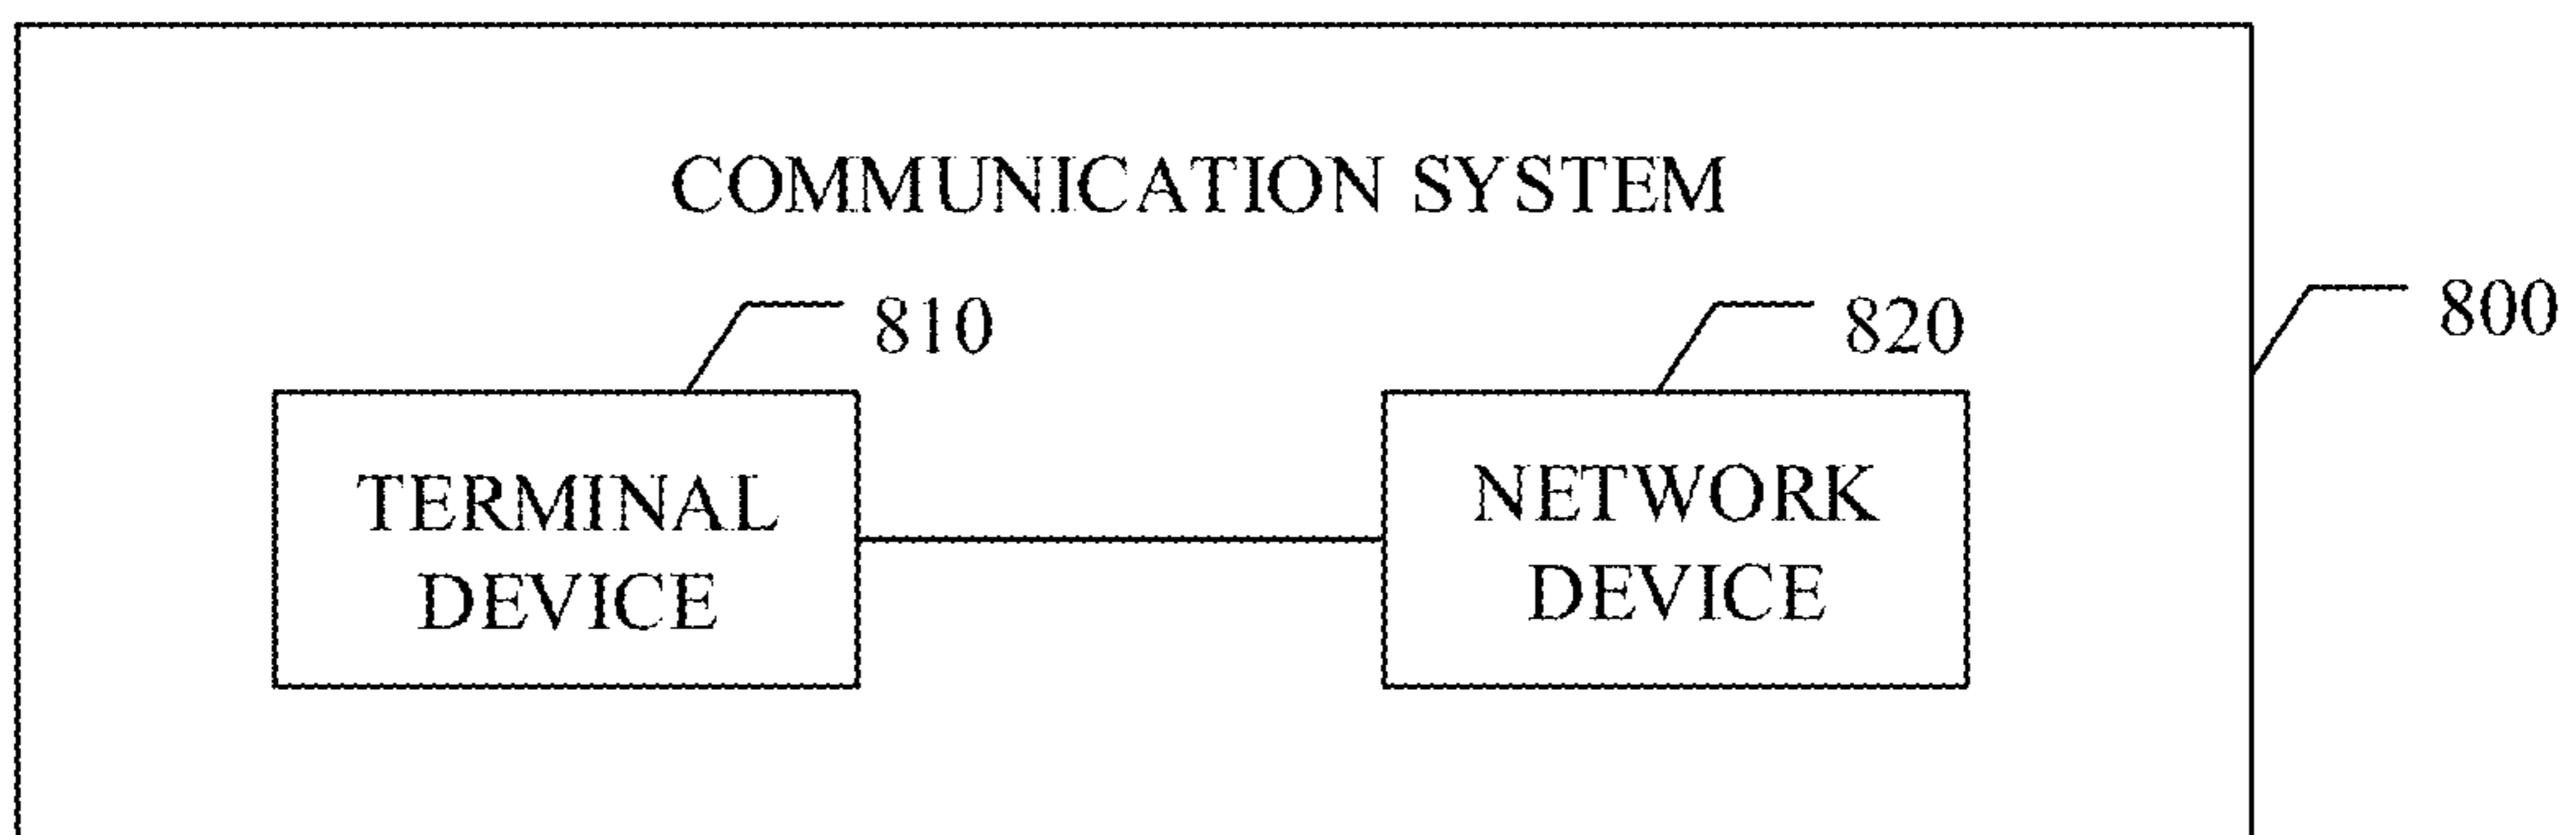 COMMUNICATION SYSTEM
810
820
800
TERMINAL
DEVICE
NETWORK
DEVICE